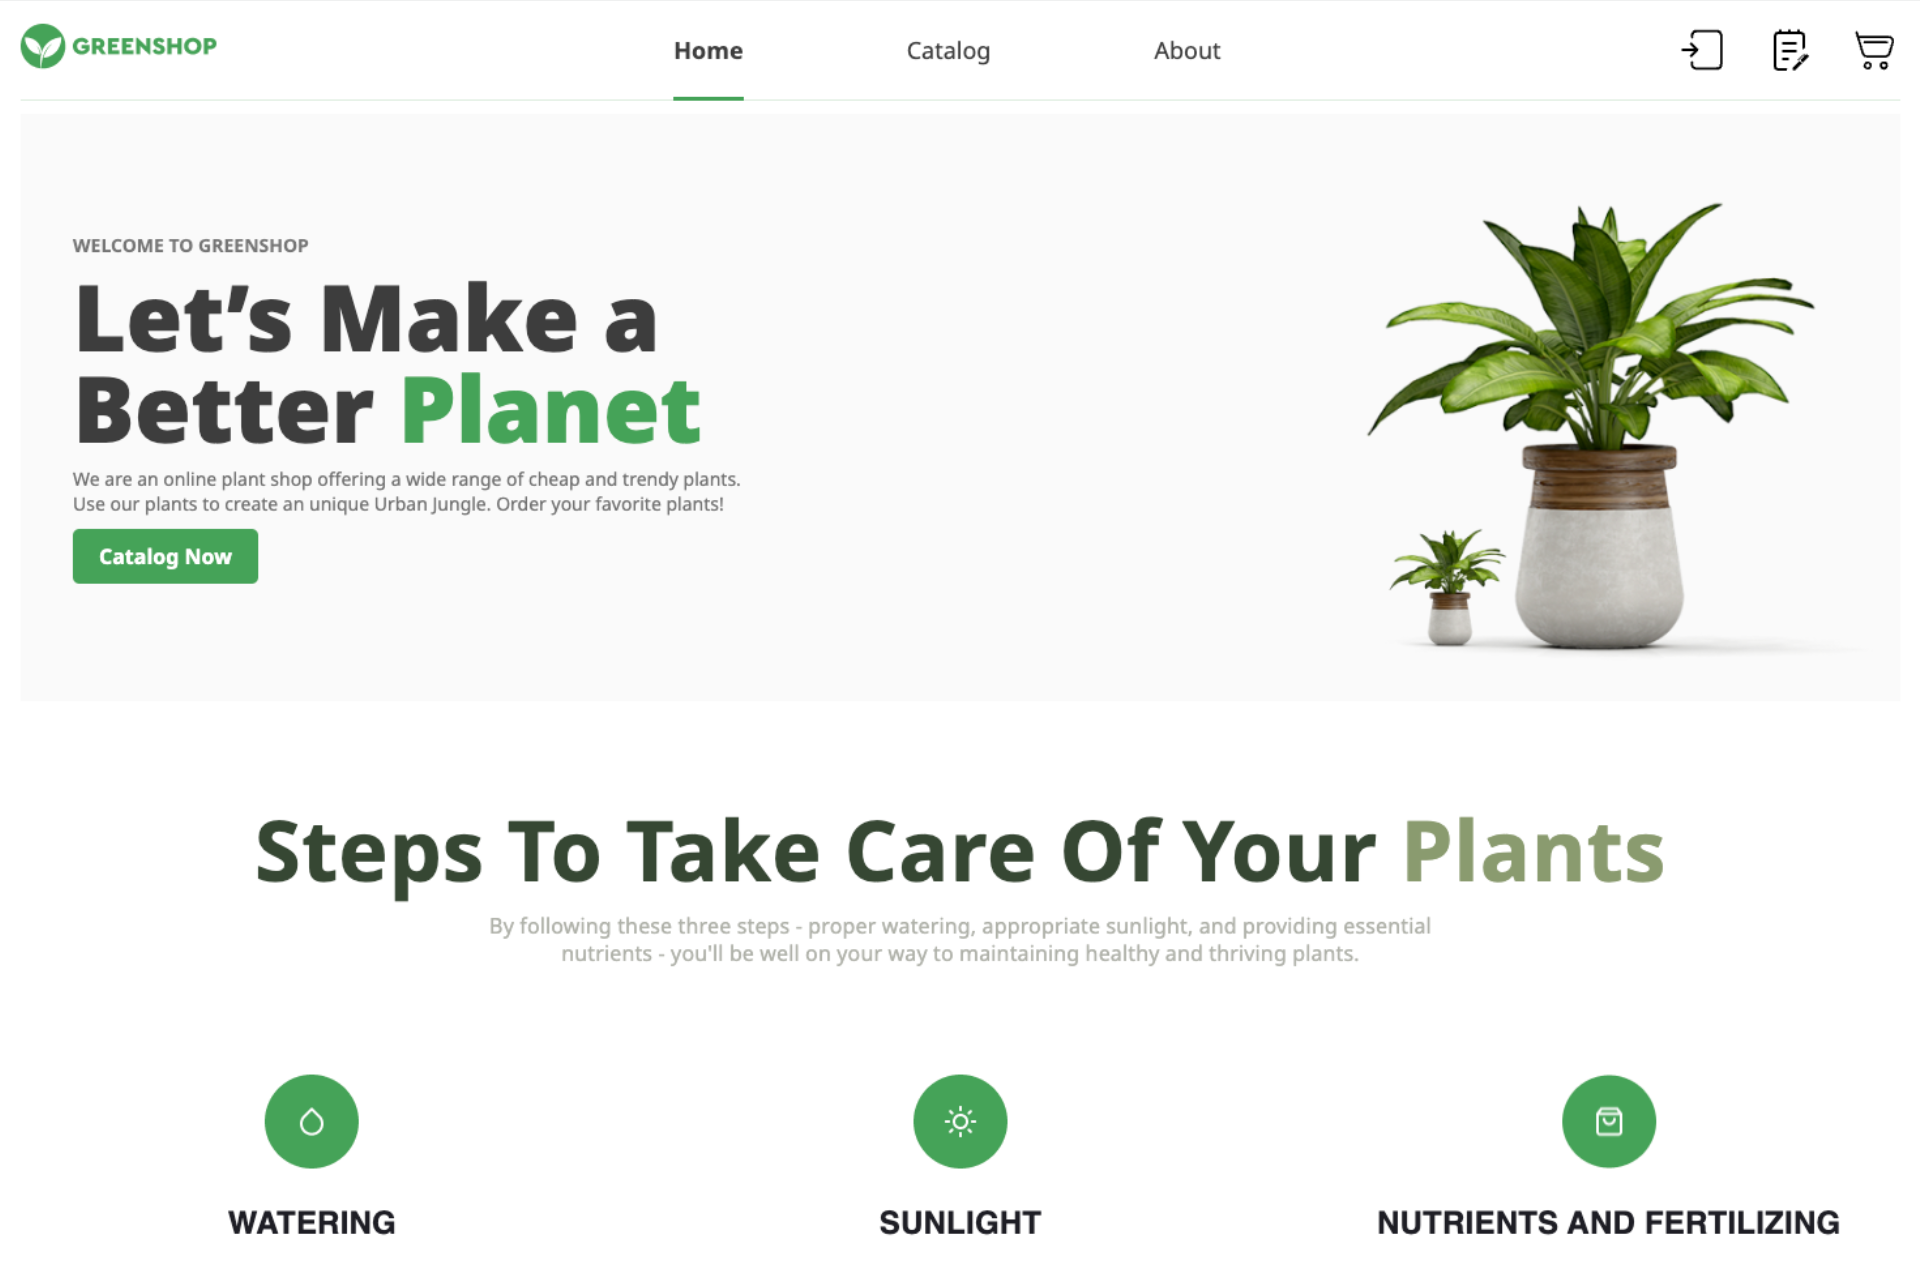 GREENSHOP
Home
Catalog
About
WELCOME TO GREENSHOP
Let’s Make a
Better Planet
We are an online plant shop offering a wide range of cheap and trendy plants.
Use our plants to create an unique Urban Jungle. Order your favorite plants!
Catalog Now
Steps To Take Care Of Your Plants
By following these three steps - proper watering, appropriate sunlight, and providing essential
nutrients - you'll be well on your way to maintaining healthy and thriving plants.
WATERING
SUNLIGHT
NUTRIENTS AND FERTILIZING